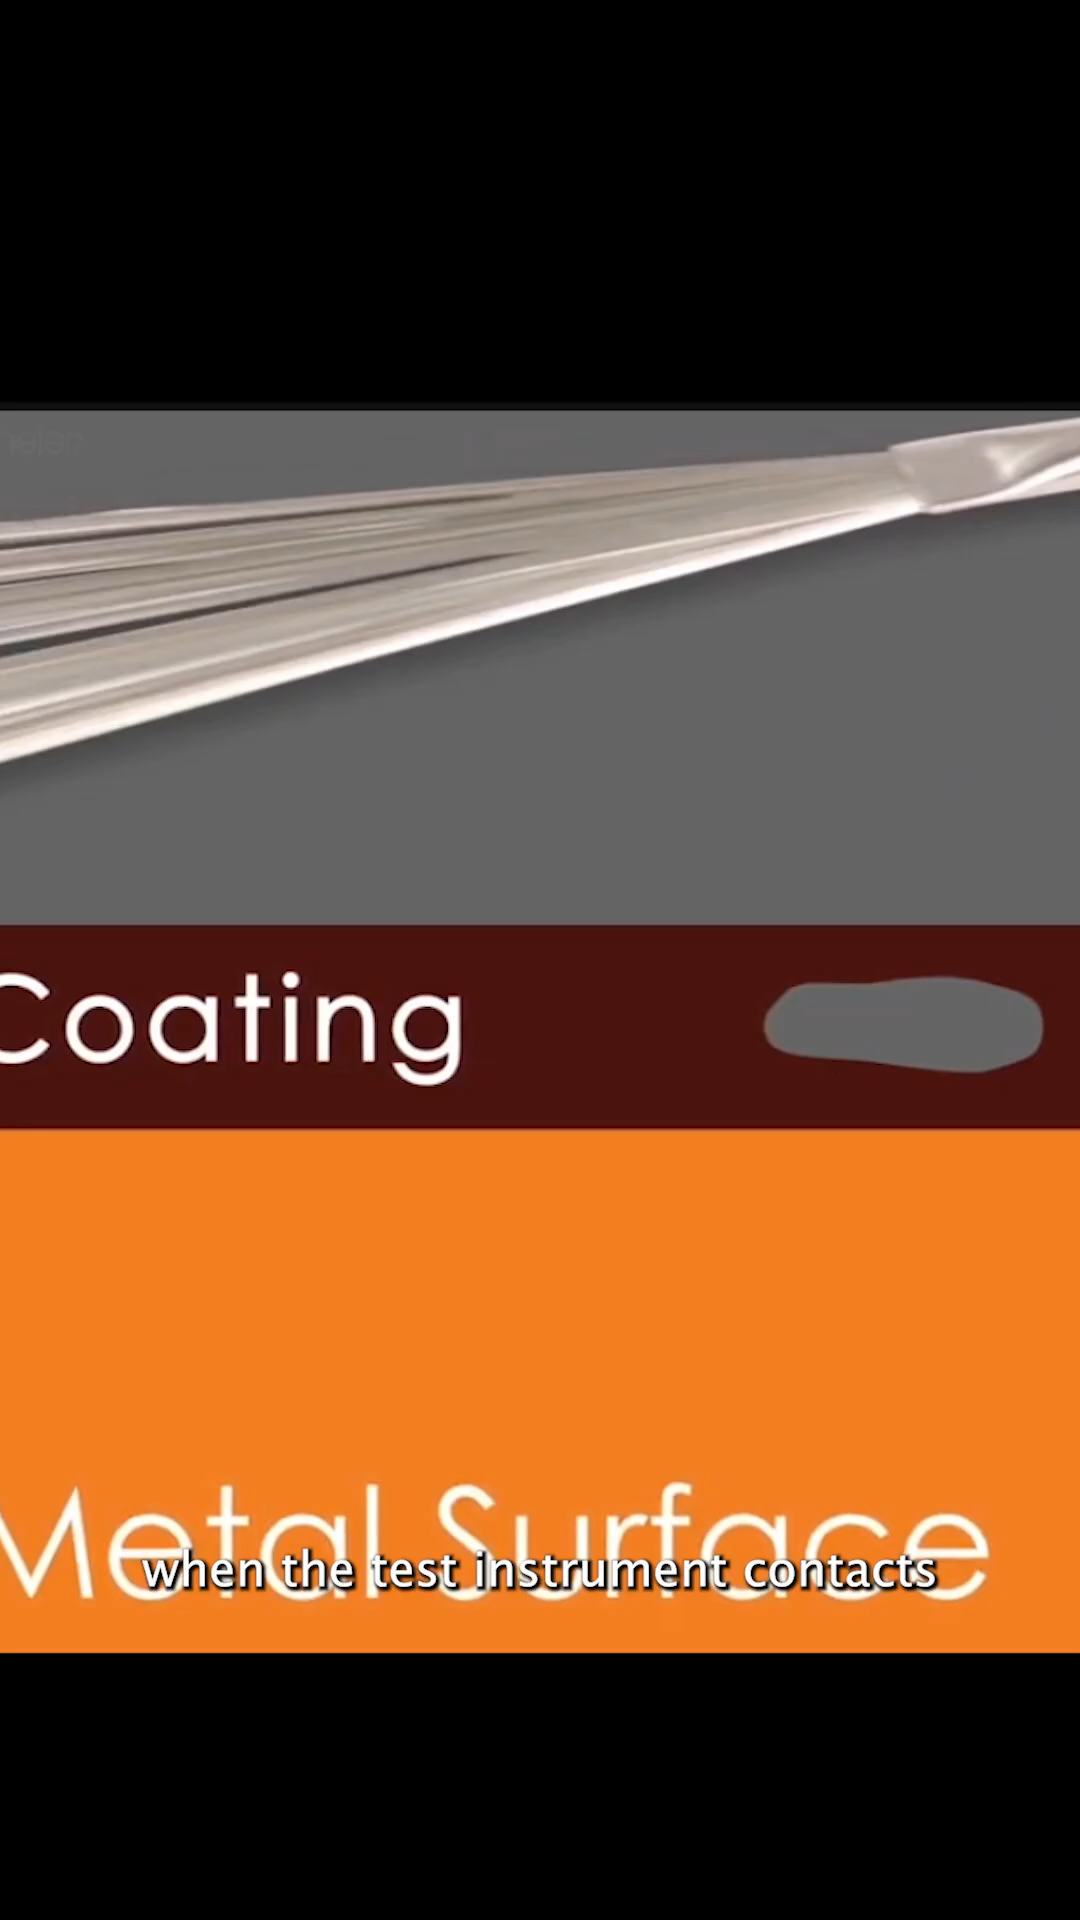 Coating
Metal Surface
when the test instrument contacts